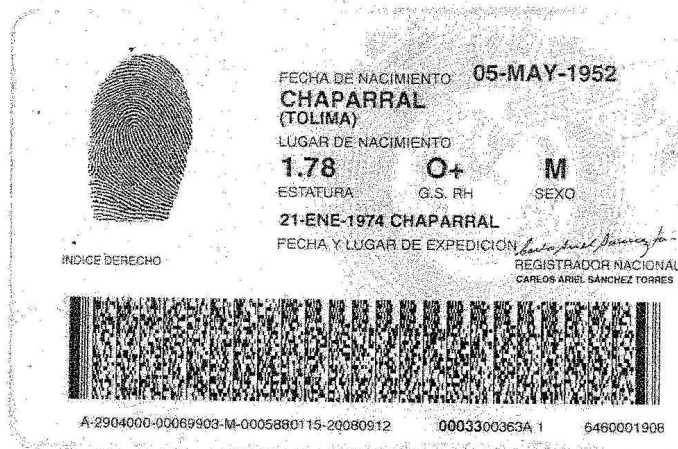 FECHA DE NACIMIENTO 05-MAY-1952
CHAPARRAL
(TOLIMA)
LUGAR DE NACIMIENTO
1.78 O+ M
ESTATURA G.S. RH SEXO
21-ENE-1974 CHAPARRAL
FECHA Y LUGAR DE EXPEDICION
INDICE DERECHO
REGISTRADOR NACIONAL
CARLOS ARIEL SANCHEZ TORRES
A-2904000-00069903-M-0005880115-20080912 0003300363A 1 6460001908